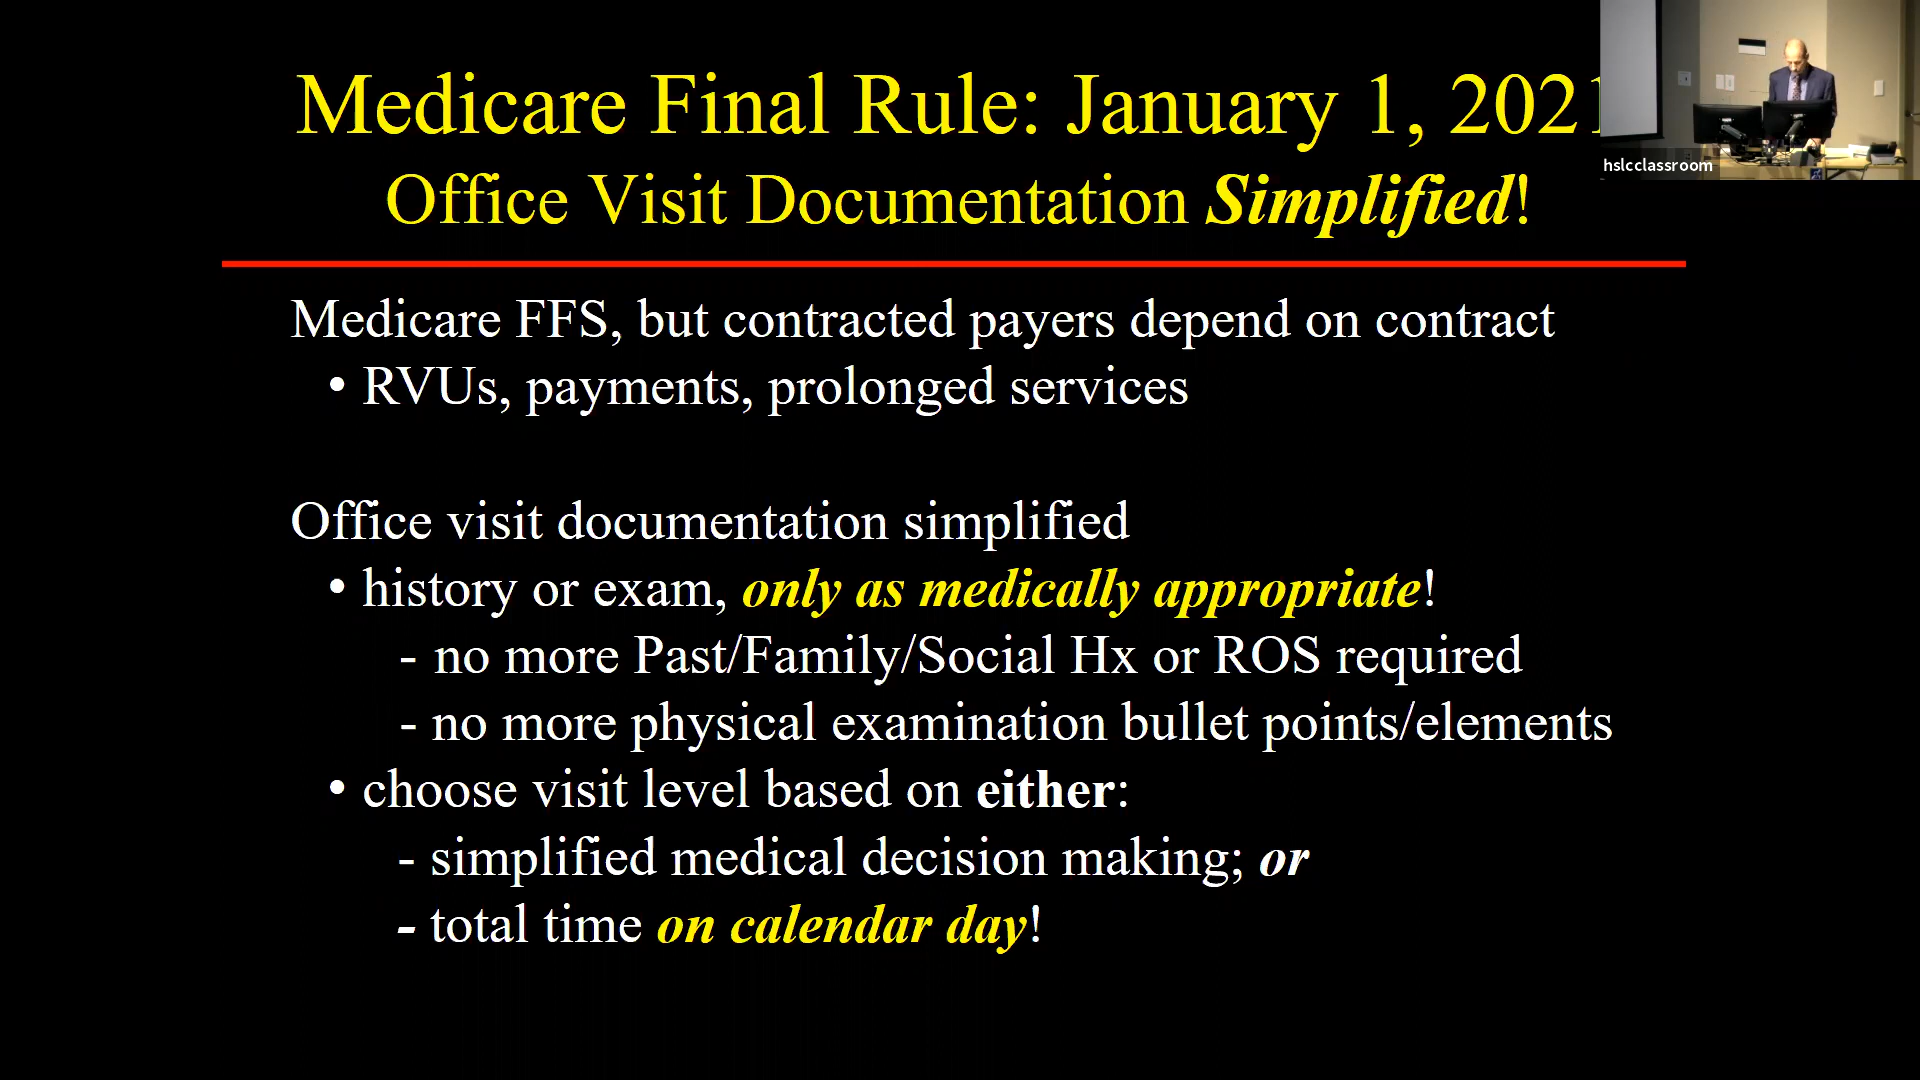 Medicare Final Rule: January 1, 2021
Office Visit Documentation Simplified!
hslcclassroom
Medicare FFS, but contracted payers depend on contract
• RVUs, payments, prolonged services
Office visit documentation simplified
• history or exam, only as medically appropriate!
- no more Past/Family/Social Hx or ROS required
- no more physical examination bullet points/elements
• choose visit level based on either:
- simplified medical decision making; or
- total time on calendar day!